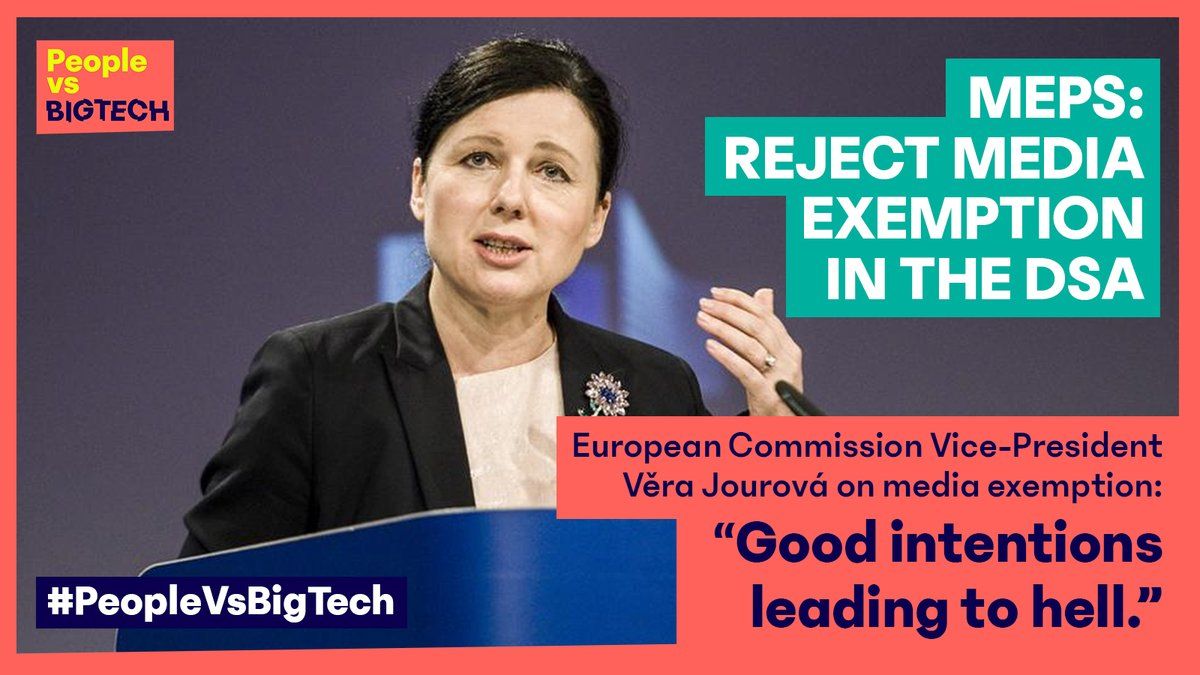 People
vs
BIGTECH
MEPS:
REJECT MEDIA
EXEMPTION
IN THE DSA
European Commission Vice-President
Věra Jourová on media exemption:
“Good intentions
leading to hell.”
#PeopleVsBigTech